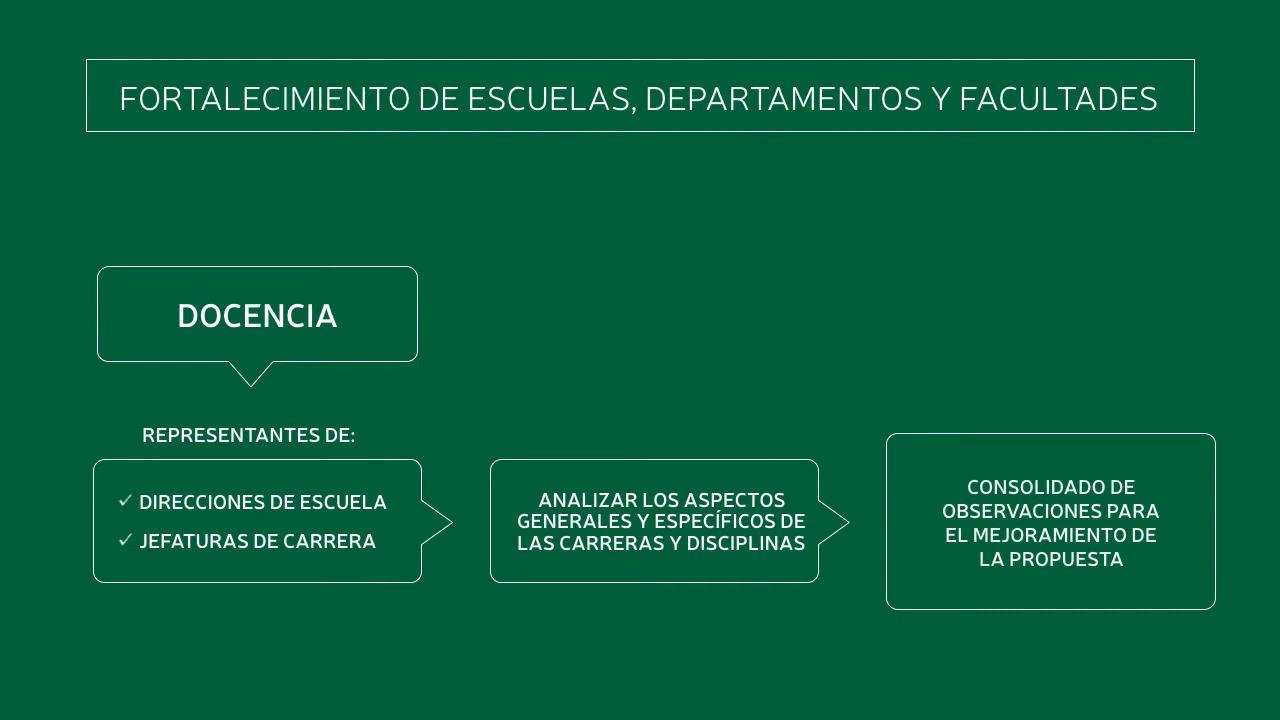 FORTALECIMIENTO DE ESCUELAS, DEPARTAMENTOS Y FACULTADES
DOCENCIA
REPRESENTANTES DE:
✓ DIRECCIONES DE ESCUELA
✓ JEFATURAS DE CARRERA
ANALIZAR LOS ASPECTOS
GENERALES Y ESPECÍFICOS DE
LAS CARRERAS Y DISCIPLINAS
CONSOLIDADO DE
OBSERVACIONES PARA
EL MEJORAMIENTO DE
LA PROPUESTA